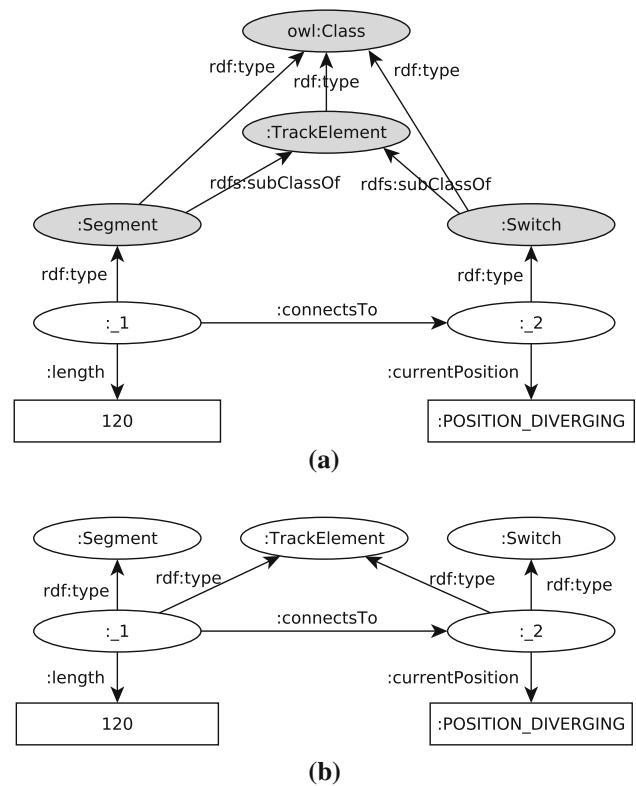 owl:Class
rdf:type
rdf:type
rdf:type
:TrackElement
rdfs:subClassOf
rdfs:subClassOf
:Segment
:Switch
rdf:type
rdf:type
:_1
:connectsTo
:_2
:length
:currentPosition
120
:POSITION_DIVERGING
(a)
:Segment
:TrackElement
:Switch
rdf:type
rdf:type
rdf:type
rdf:type
:_1
:connectsTo
:_2
:length
:currentPosition
120
:POSITION_DIVERGING
(b)